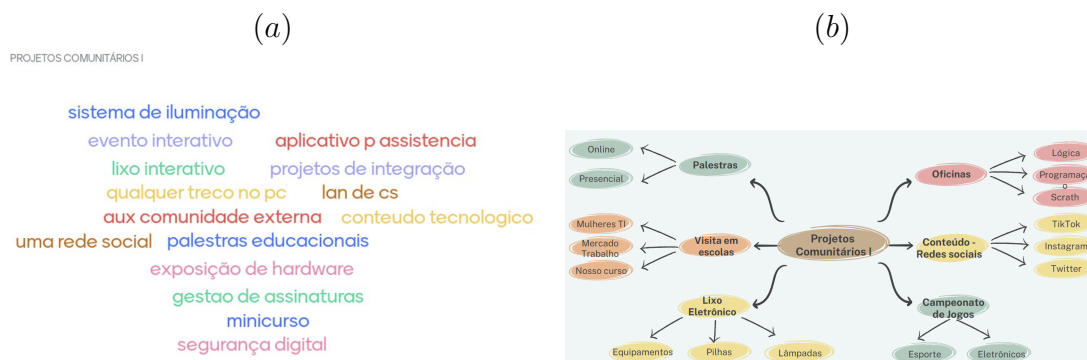 (a)
PROJETOS COMUNITÁRIOS I
sistema de iluminação
evento interativo
aplicativo p assistencia
lixo interativo
projetos de integração
qualquer treco no pc
lan de cs
aux comunidade externa
conteudo tecnologico
uma rede social
palestras educacionais
exposição de hardware
gestao de assinaturas
minicurso
segurança digital
(b)
Online
Presencial
Palestras
Oficinas
Lógica
Programaçã
o
Scrath
Mulheres TI
Mercado
Trabalho
Nosso curso
Visita em
escolas
Projetos
Comunitários I
Conteúdo -
Redes sociais
TikTok
Instagram
Twitter
Lixo
Eletrônico
Equipamentos
Pilhas
Lâmpadas
Campeonato
de Jogos
Esporte
Eletrônicos